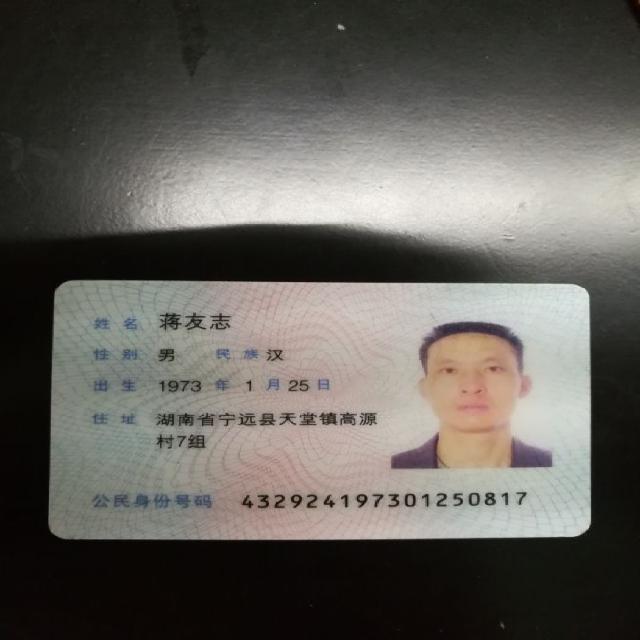 姓名 蒋友志
性别 男 民族 汉
出生 1973 年 1 月 25 日
住址 湖南省宁远县天堂镇高源
村7组
公民身份号码 432924197301250817